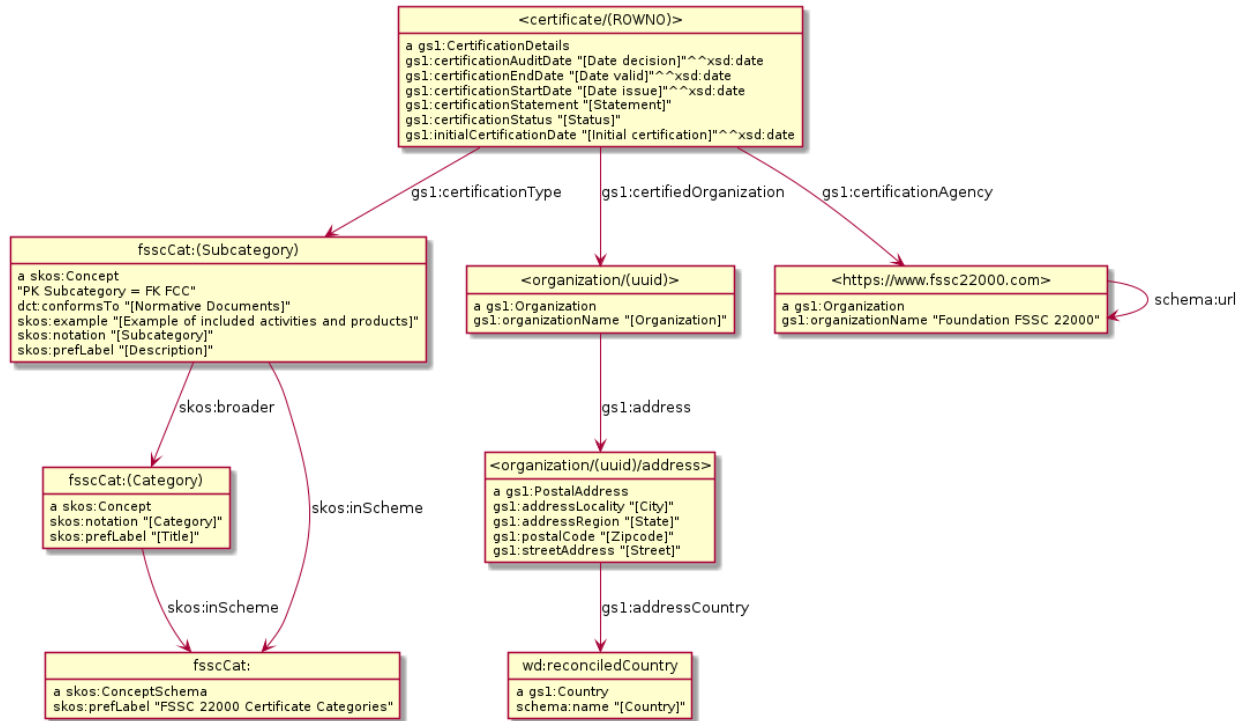 <certificate/(ROWNO)>
a gs1:CertificationDetails
gs1:certificationAuditDate "[Date decision]"^^xsd:date
gs1:certificationEndDate "[Date valid]"^^xsd:date
gs1:certificationStartDate "[Date issue]"^^xsd:date
gs1:certificationStatement "[Statement]"
gs1:certificationStatus "[Status]"
gs1:initialCertificationDate "[Initial certification]"^^xsd:date
gs1:certificationType
gs1:certifiedOrganization
gs1:certificationAgency
fsscCat:(Subcategory)
a skos:Concept
"PK Subcategory = FK FCC"
dct:conformsTo "[Normative Documents]"
skos:example "[Example of included activities and products]"
skos:notation "[Subcategory]"
skos:prefLabel "[Description]"
<organization/(uuid)>
a gs1:Organization
gs1:organizationName "[Organization]"
<https://www.fssc22000.com>
a gs1:Organization
gs1:organizationName "Foundation FSSC 22000"
schema:url
skos:broader
skos:inScheme
gs1:address
fsscCat:(Category)
a skos:Concept
skos:notation "[Category]"
skos:prefLabel "[Title]"
<organization/(uuid)/address>
a gs1:PostalAddress
gs1:addressLocality "[City]"
gs1:addressRegion "[State]"
gs1:postalCode "[Zipcode]"
gs1:streetAddress "[Street]"
skos:inScheme
gs1:addressCountry
fsscCat:
a skos:ConceptSchema
skos:prefLabel "FSSC 22000 Certificate Categories"
wd:reconciledCountry
a gs1:Country
schema:name "[Country]"